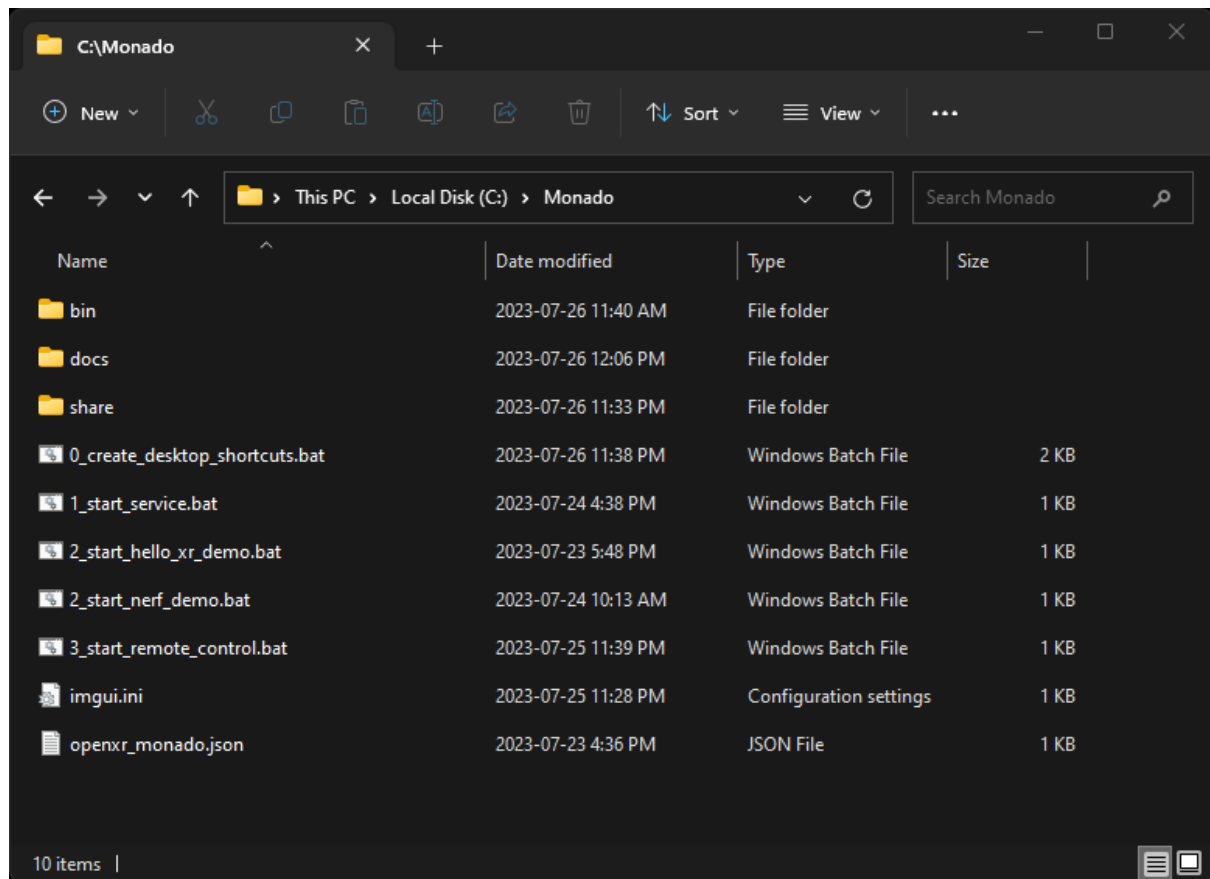 C:\Monado
New Sort View
This PC > Local Disk (C:) > Monado Search Monado
Name Date modified Type Size
bin 2023-07-26 11:40 AM File folder
docs 2023-07-26 12:06 PM File folder
share 2023-07-26 11:33 PM File folder
0_create_desktop_shortcuts.bat 2023-07-26 11:38 PM Windows Batch File 2 KB
1_start_service.bat 2023-07-24 4:38 PM Windows Batch File 1 KB
2_start_hello_xr_demo.bat 2023-07-23 5:48 PM Windows Batch File 1 KB
2_start_nerf_demo.bat 2023-07-24 10:13 AM Windows Batch File 1 KB
3_start_remote_control.bat 2023-07-25 11:39 PM Windows Batch File 1 KB
imgui.ini 2023-07-25 11:28 PM Configuration settings 1 KB
openxr_monado.json 2023-07-23 4:36 PM JSON File 1 KB
10 items